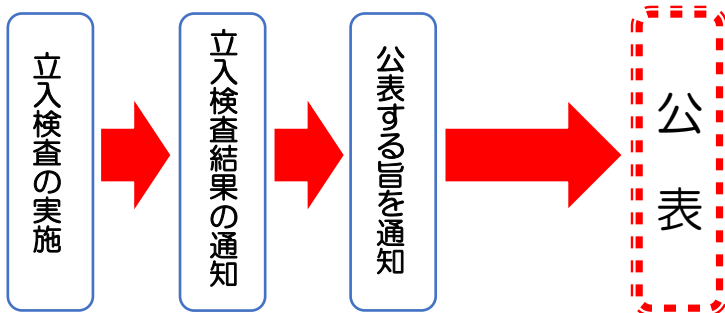 立入検査の実施
立入検査結果の通知
公表する旨を通知
公表